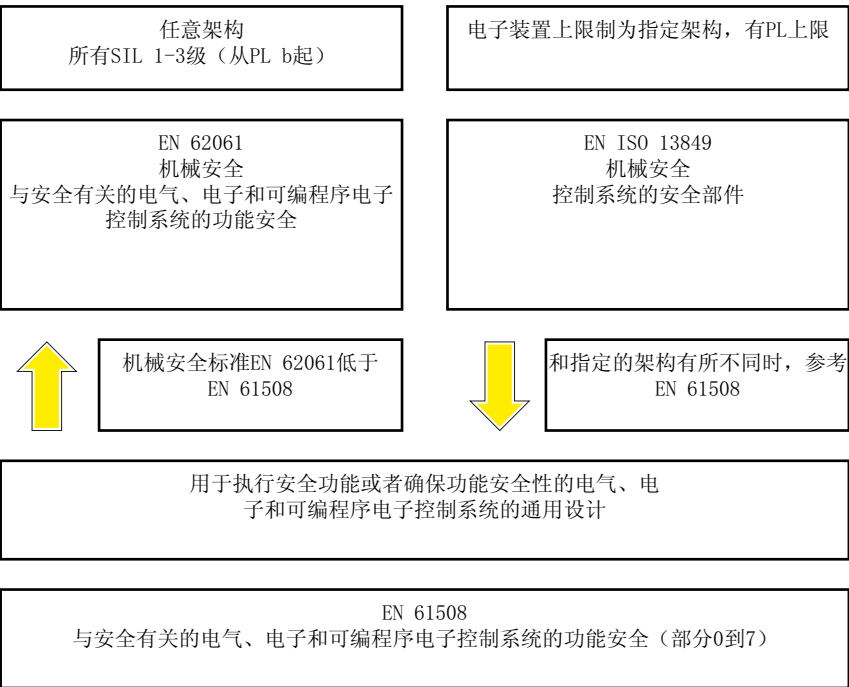 任意架构
所有SIL 1-3级（从PL b起）
电子装置上限制为指定架构，有PL上限
EN 62061
机械安全
与安全有关的电气、电子和可编程序电子
控制系统的功能安全
EN ISO 13849
机械安全
控制系统的安全部件
机械安全标准EN 62061低于
EN 61508
和指定的架构有所不同时，参考
EN 61508
用于执行安全功能或者确保功能安全性的电气、电
子和可编程序电子控制系统的通用设计
EN 61508
与安全有关的电气、电子和可编程序电子控制系统的功能安全（部分0到7）